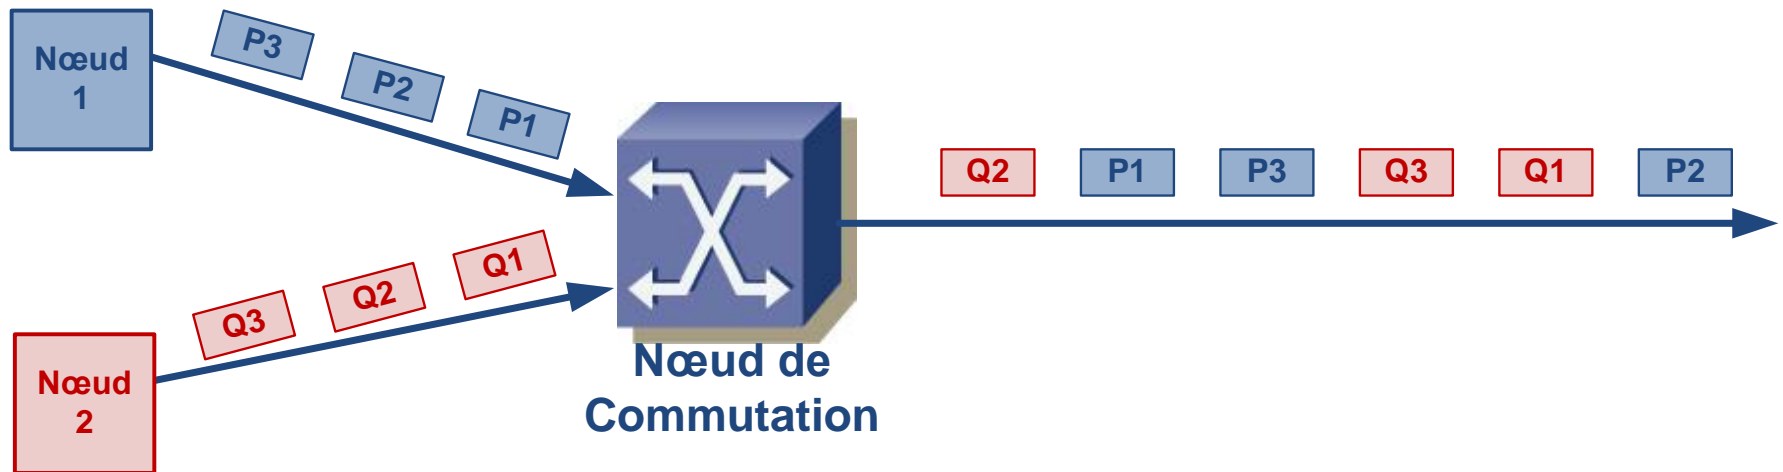 Nœud
1
P3
P2
P1
Nœud
2
Q3
Q2
Q1
Nœud de
Commutation
Q2 P1 P3 Q3 Q1 P2